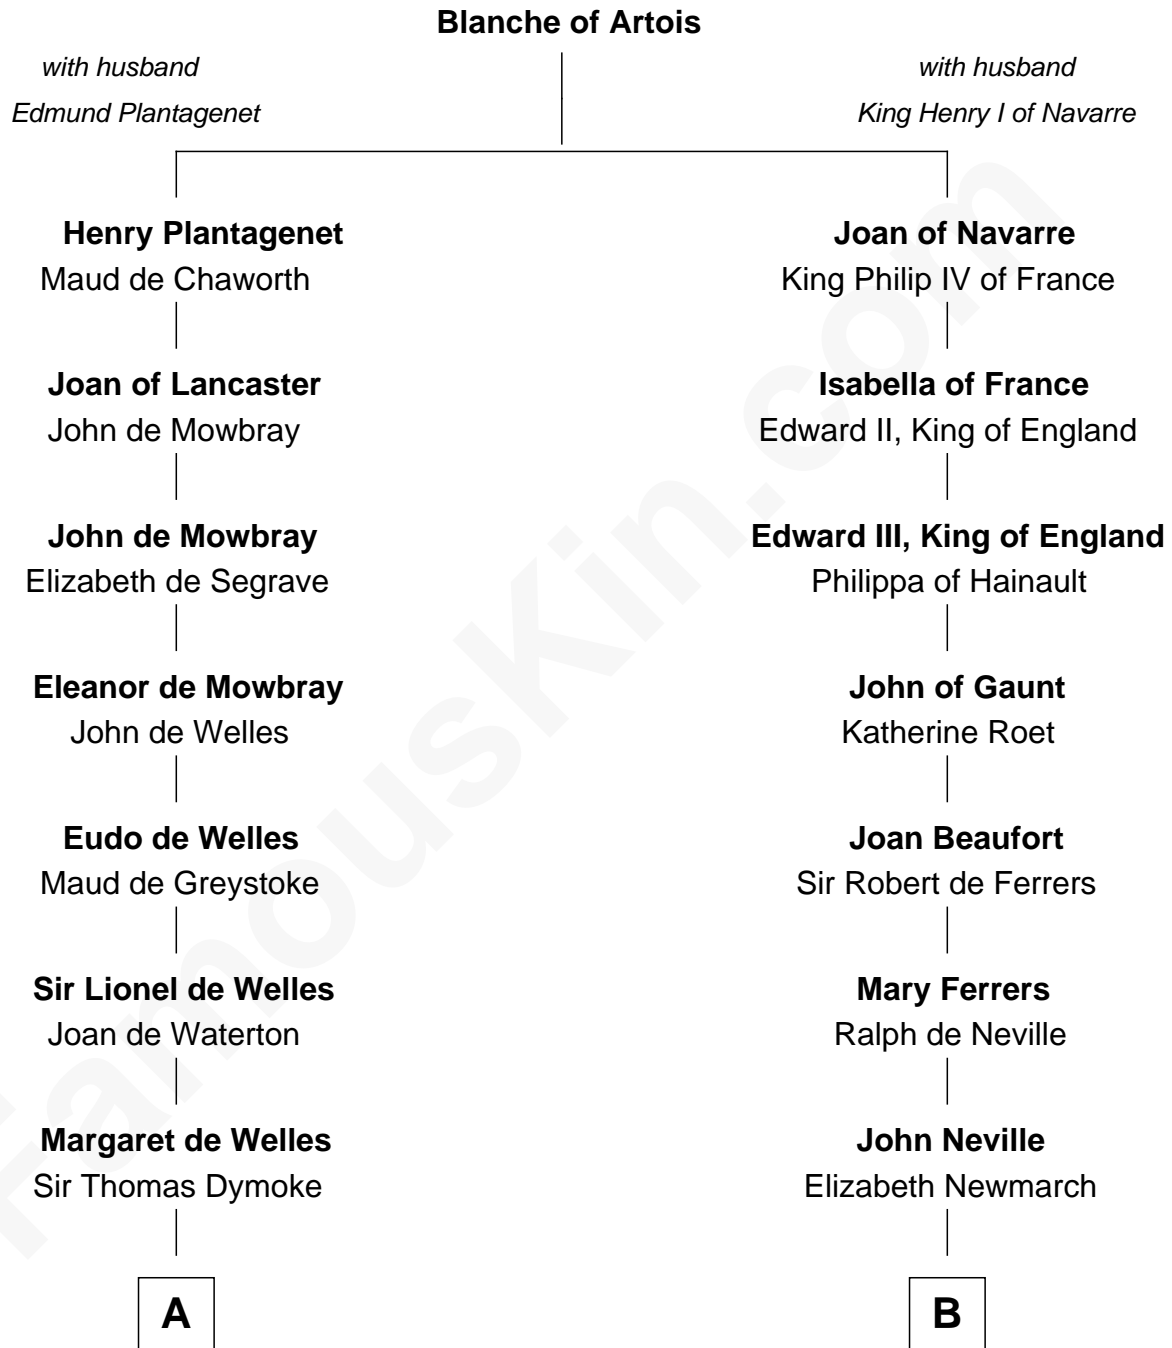 Blanche of Artois
with husband
Edmund Plantagenet
with husband
King Henry I of Navarre
Henry Plantagenet
Maud de Chaworth
Joan of Navarre
King Philip IV of France
Joan of Lancaster
John de Mowbray
Isabella of France
Edward II, King of England
John de Mowbray
Elizabeth de Segrave
Edward III, King of England
Philippa of Hainault
Eleanor de Mowbray
John de Welles
John of Gaunt
Katherine Roet
Eudo de Welles
Maud de Greystoke
Joan Beaufort
Sir Robert de Ferrers
Sir Lionel de Welles
Joan de Waterton
Mary Ferrers
Ralph de Neville
Margaret de Welles
Sir Thomas Dymoke
John Neville
Elizabeth Newmarch
A
B
FamousKin.com